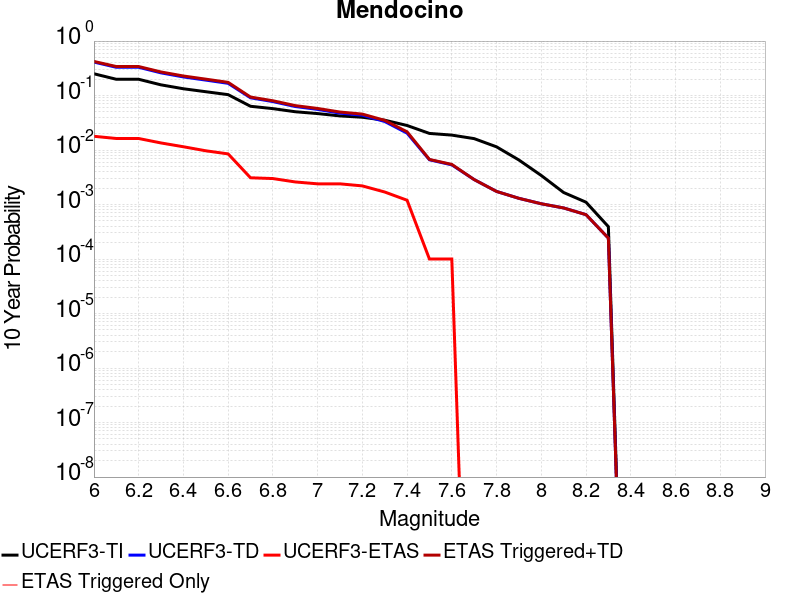 Mendocino
10 Year Probability
10^0
10^-1
10^-2
10^-3
10^-4
10^-5
10^-6
10^-7
10^-8
6 6.2 6.4 6.6 6.8 7 7.2 7.4 7.6 7.8 8 8.2 8.4 8.6 8.8 9
Magnitude
UCERF3-TI UCERF3-TD UCERF3-ETAS ETAS Triggered+TD
ETAS Triggered Only